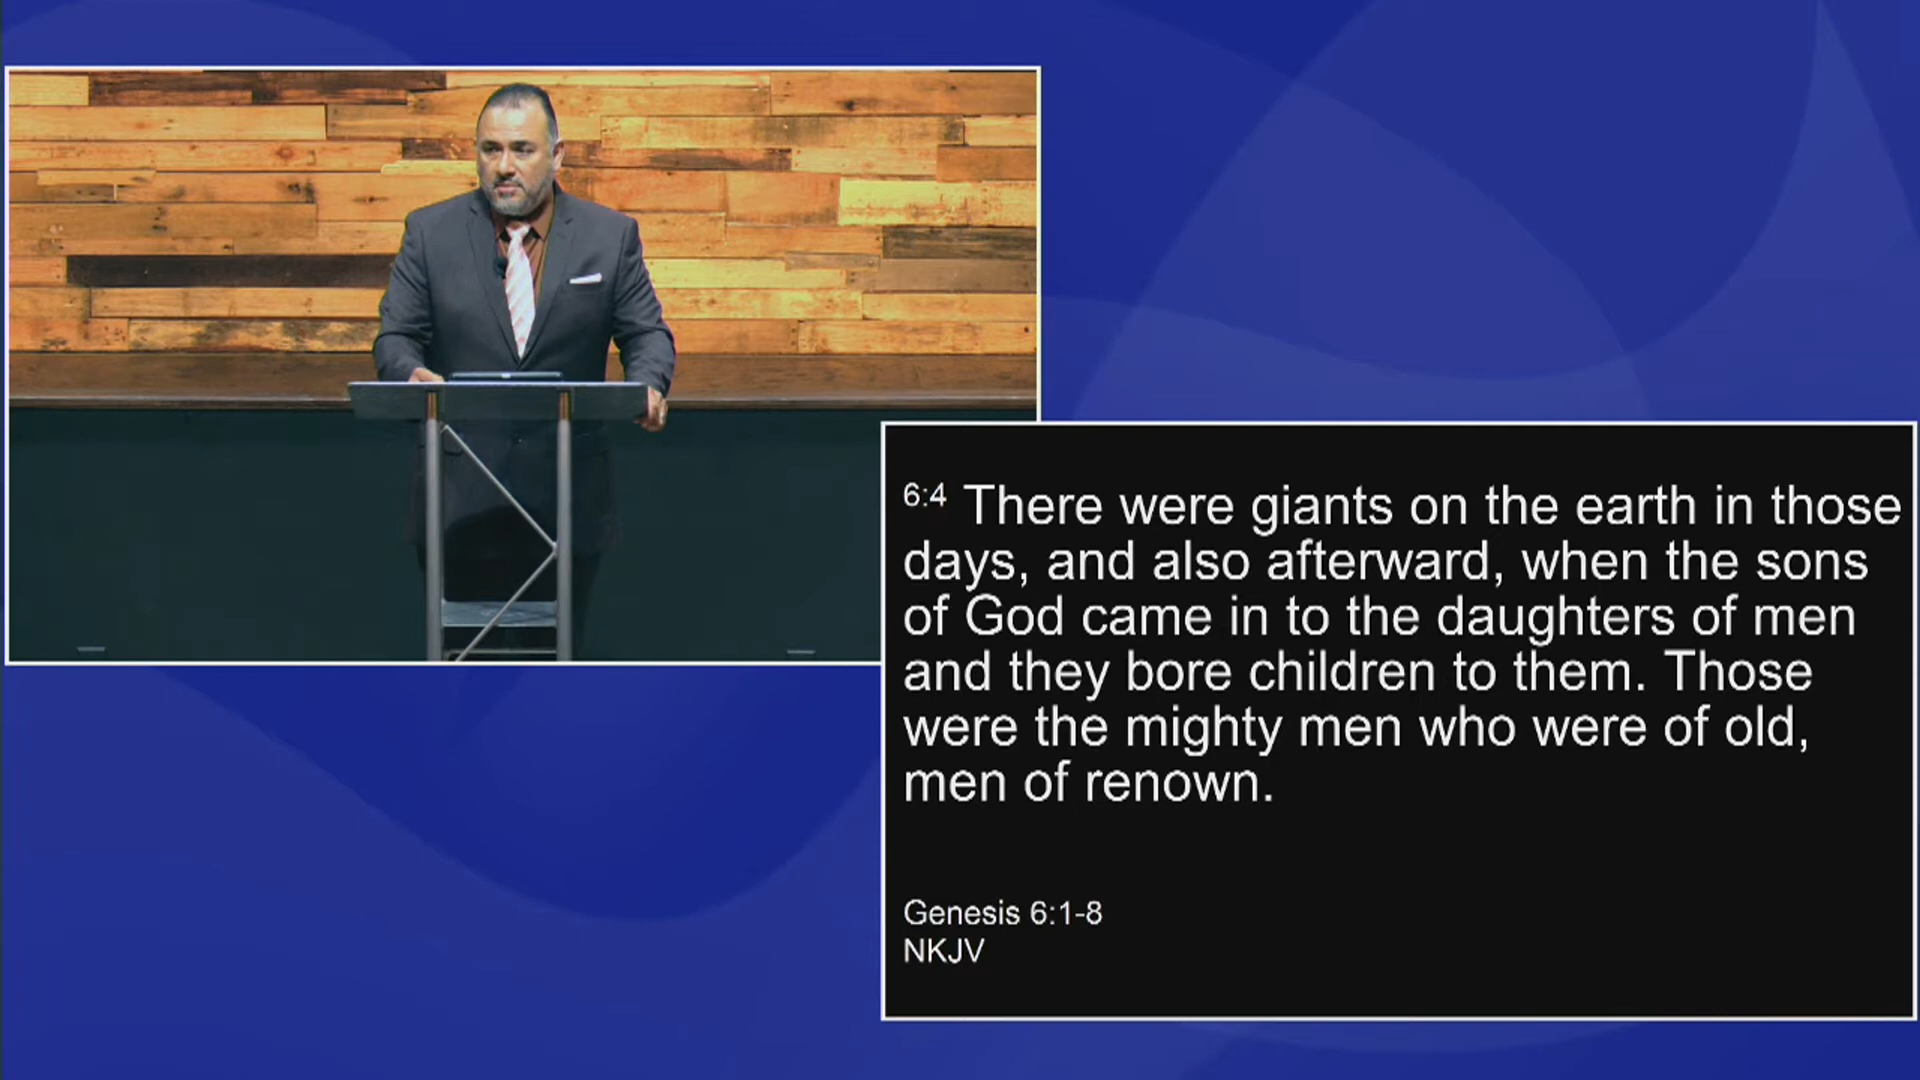 6:4 There were giants on the earth in those
days, and also afterward, when the sons
of God came in to the daughters of men
and they bore children to them. Those
were the mighty men who were of old,
men of renown.
Genesis 6:1-8
NKJV